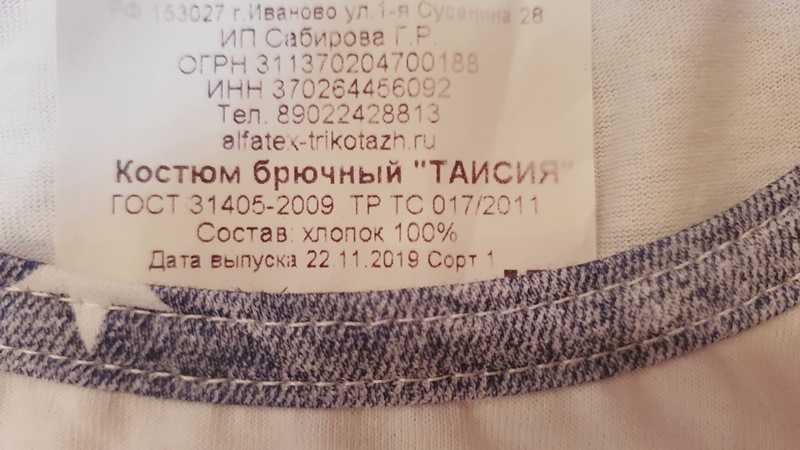 РФ 153027 г.Иваново ул.1-я Сусанина 28
ИП Сабирова Г.Р.
ОГРН 311370204700188
ИНН 370264456092
Тел. 89022428813
alfatex-trikotazh.ru
Костюм брючный "ТАИСИЯ"
ГОСТ 31405-2009 ТР ТС 017/2011
Состав: хлопок 100%
Дата выпуска 22.11.2019 Сорт 1